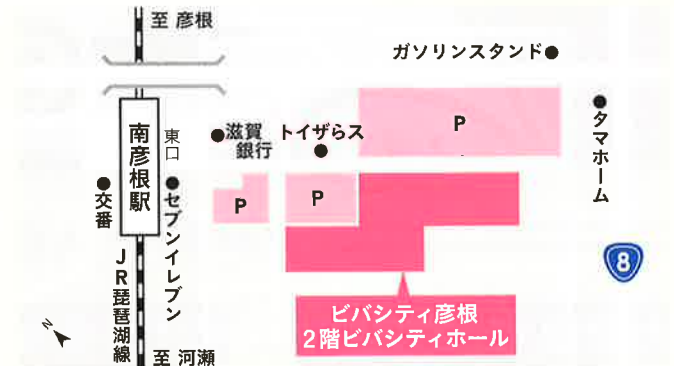 至 彦根
ガソリンスタンド
P
タマホーム
南彦根駅
東口
滋賀
銀行
トイザらス
P
P
交番
セブンイレブン
8
JR琵琶湖線
ビバシティ彦根
2階ビバシティホール
N
至 河瀬